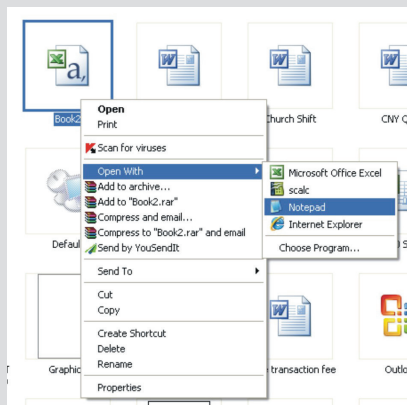 a,
Book2
Church Shift
CNY G
Open
Print
Scan for viruses
Open With
Add to archive...
Add to "Book2.rar"
Compress and email...
Compress to "Book2.rar" and email
Send by YouSendIt
Send To
Cut
Copy
Create Shortcut
Delete
Rename
Properties
Microsoft Office Excel
scalc
Notepad
Internet Explorer
Choose Program...
Defaul
Graphic
transaction fee
Outlo